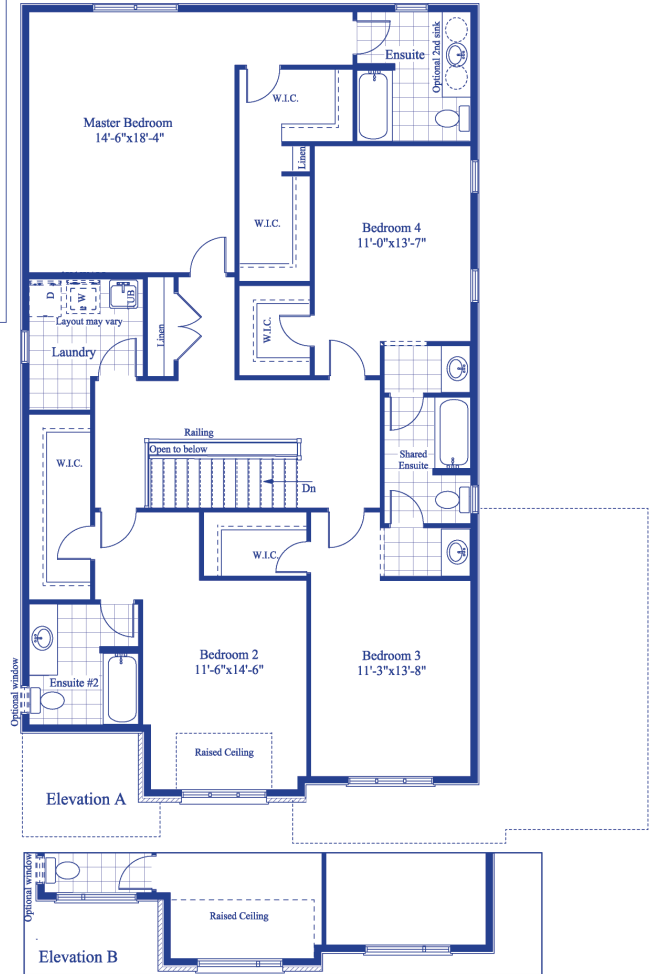 Ensuite
Optional 2nd sink
W.I.C.
Master Bedroom
14'-6"x18'-4"
Linen
W.I.C.
Bedroom 4
11'-0"x13'-7"
D
W
TUB
Layout may vary
Laundry
Linen
W.I.C.
Railing
Open to below
Dn
Shared
Ensuite
W.I.C.
W.I.C.
Bedroom 2
11'-6"x14'-6"
Bedroom 3
11'-3"x13'-8"
Ensuite #2
Optional window
Raised Ceiling
Elevation A
Optional window
Raised Ceiling
Elevation B